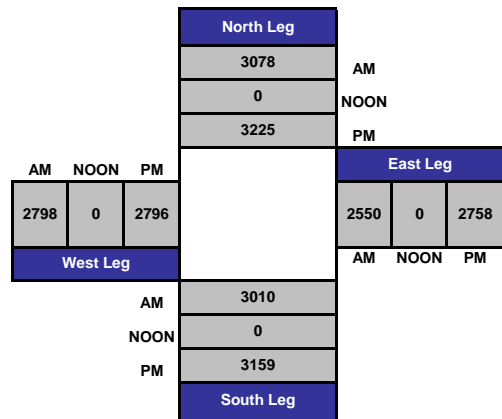 North Leg
3078 AM
0 NOON
3225 PM
AM NOON PM East Leg
2798 0 2796 2550 0 2758
West Leg AM NOON PM
AM 3010
NOON 0
PM 3159
South Leg